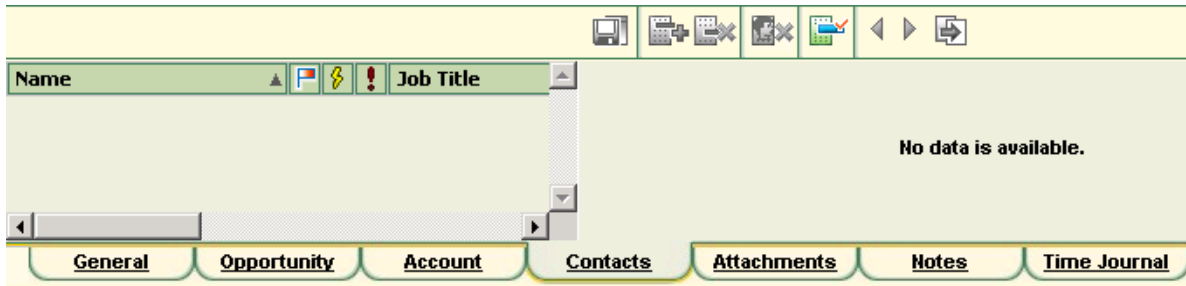 Name Job Title
No data is available.
General Opportunity Account Contacts Attachments Notes Time Journal